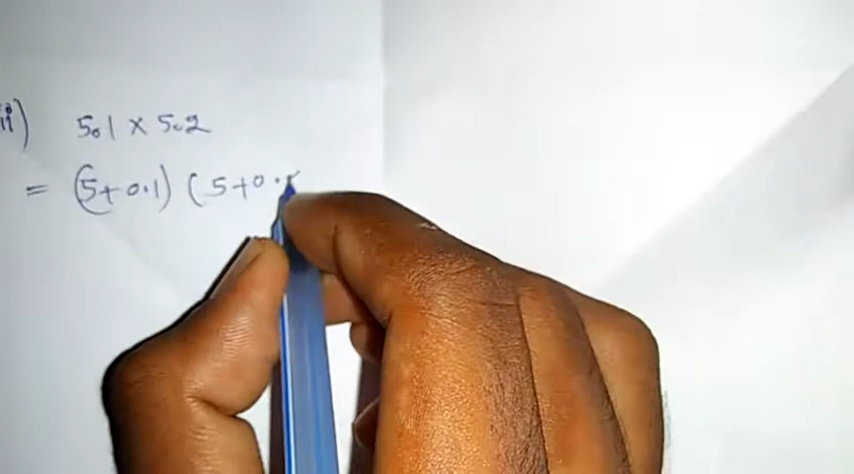 ii) 5.1 × 5.2
= (5+0.1) (5+0.